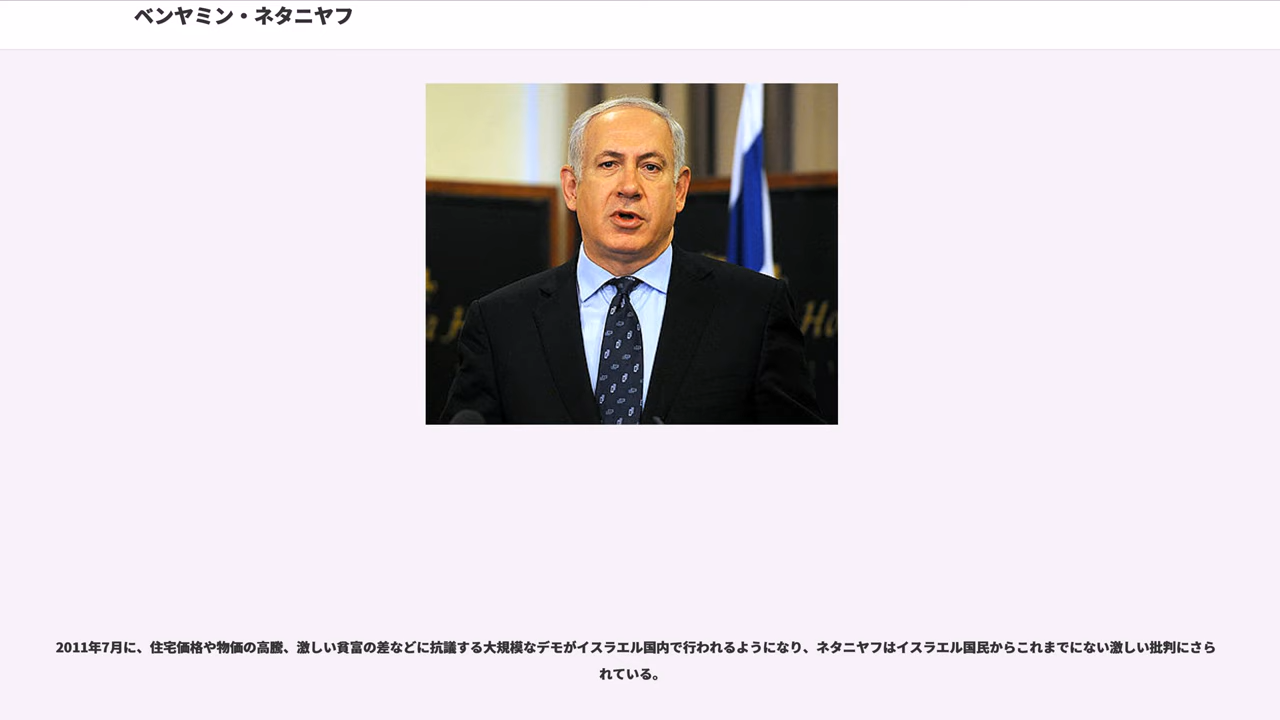 ベンヤミン・ネタニヤフ
2011年7月に、住宅価格や物価の高騰、激しい貧富の差などに抗議する大規模なデモがイスラエル国内で行われるようになり、ネタニヤフはイスラエル国民からこれまでにない激しい批判にさら
れている。